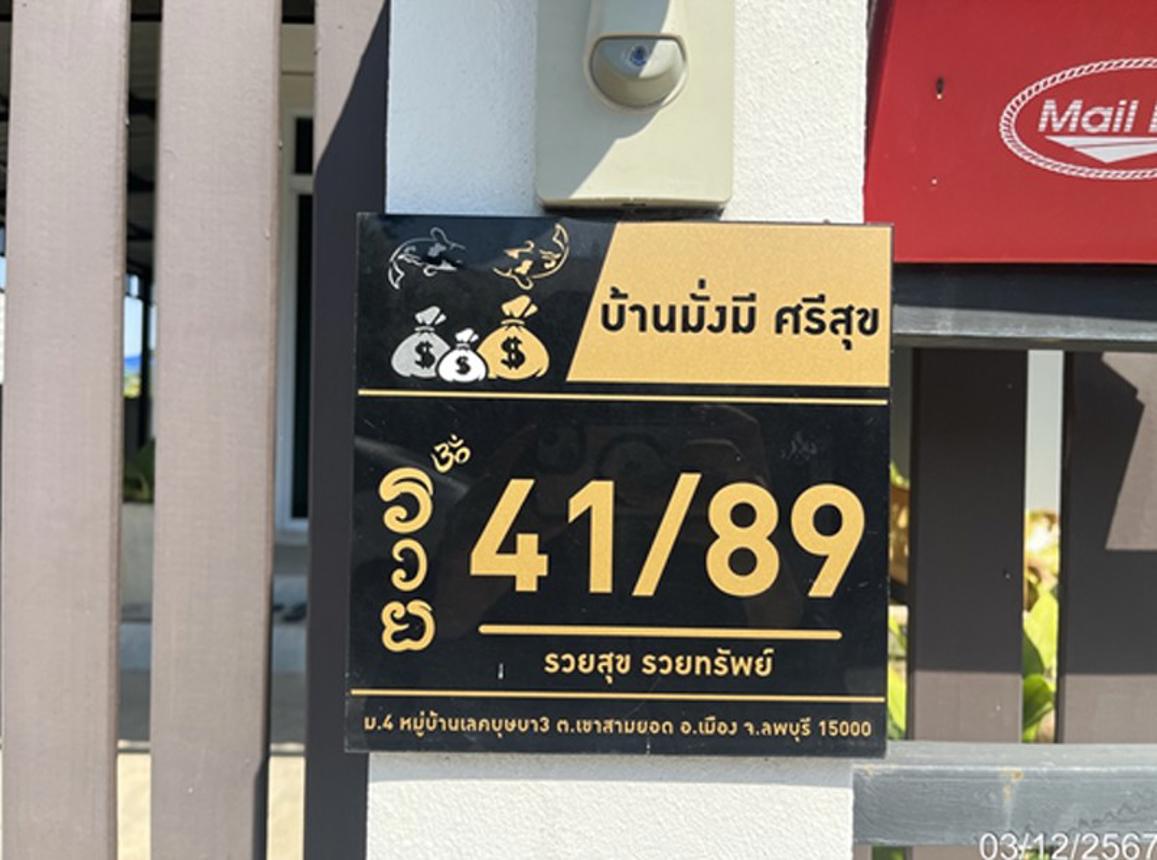 Mail
บ้านมั่งมี ศรีสุข
$ $ $
41/89
รวยสุข รวยทรัพย์
ม.4 หมู่บ้านเลคบุษบา3 ต.เขาสามยอด อ.เมือง จ.ลพบุรี 15000
03/12/2567